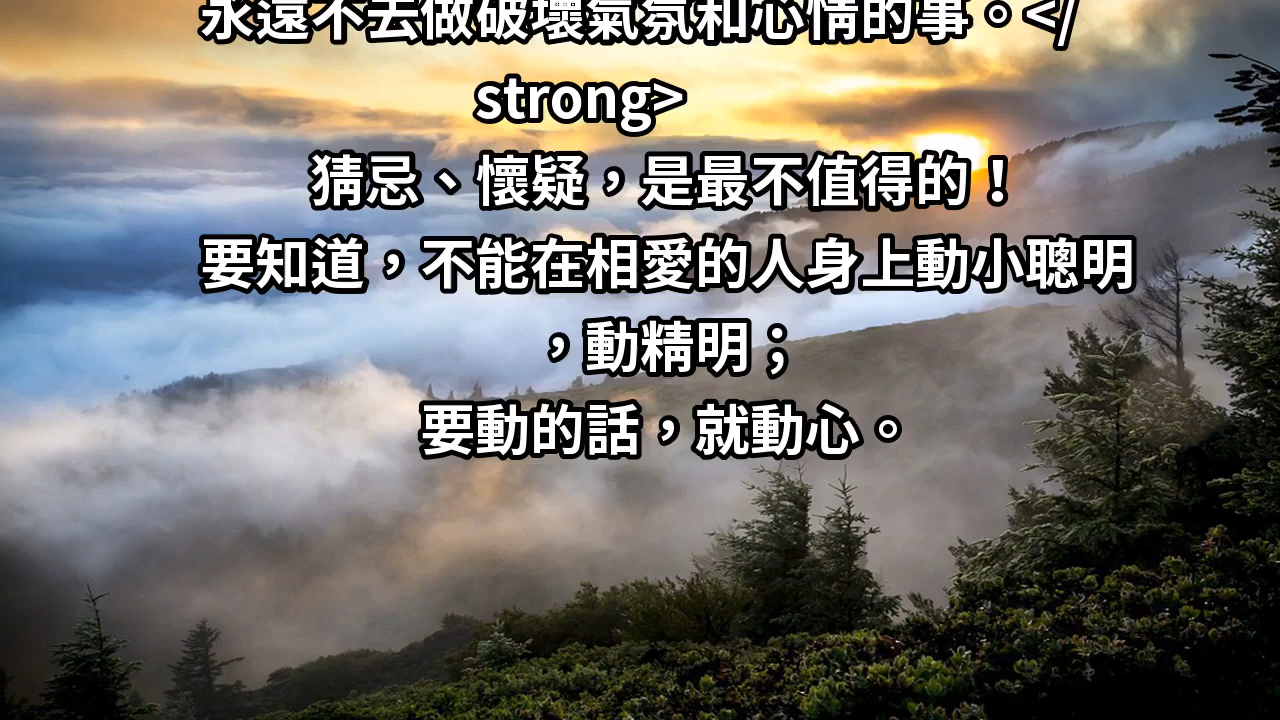 永遠不去做破壞氣氛和心情的事。</
strong>
猜忌、懷疑，是最不值得的！
要知道，不能在相愛的人身上動小聰明
，動精明；
要動的話，就動心。